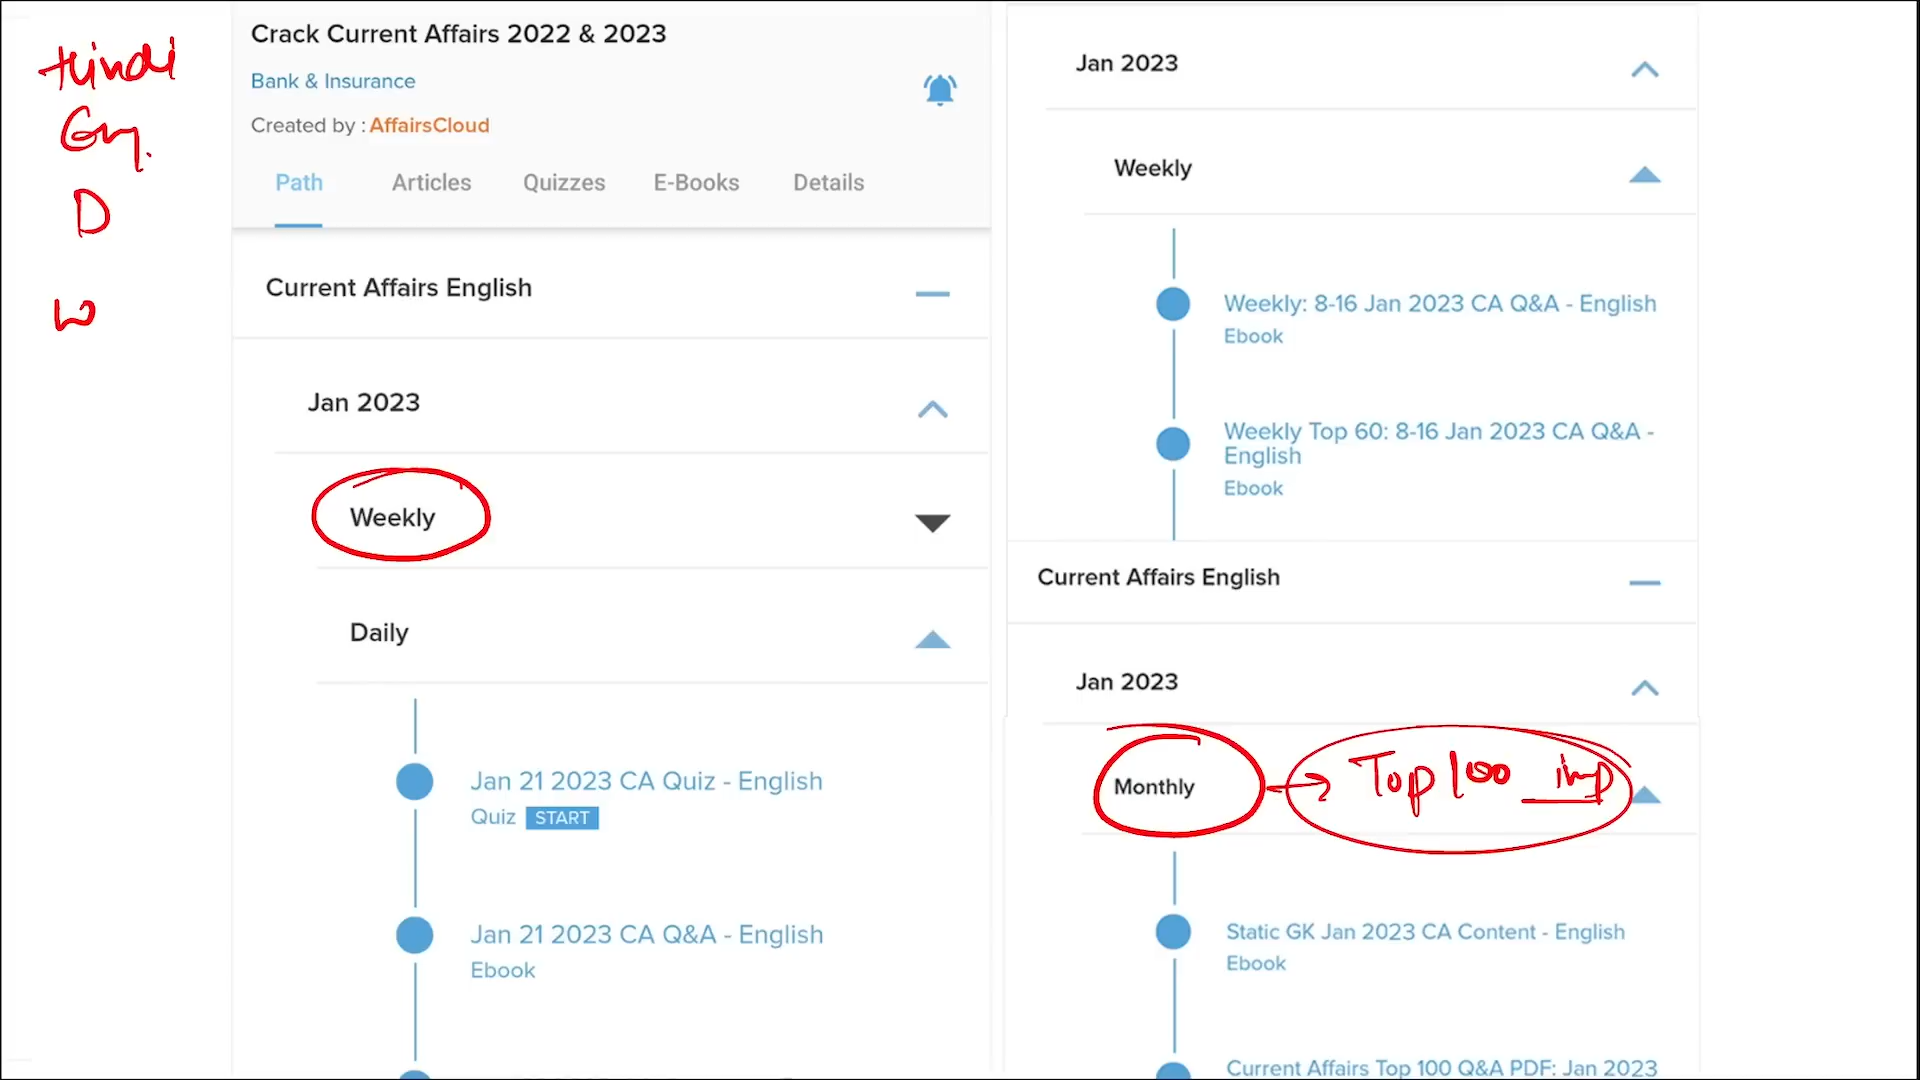 Hindi
Eng.
D
W
Crack Current Affairs 2022 & 2023
Bank & Insurance
Created by : AffairsCloud
Path Articles Quizzes E-Books Details
Current Affairs English
Jan 2023
Weekly
Daily
Jan 21 2023 CA Quiz - English
Quiz START
Jan 21 2023 CA Q&A - English
Ebook
Jan 2023
Weekly
Weekly: 8-16 Jan 2023 CA Q&A - English
Ebook
Weekly Top 60: 8-16 Jan 2023 CA Q&A -
English
Ebook
Current Affairs English
Jan 2023
Monthly → Top 100 imp
Static GK Jan 2023 CA Content - English
Ebook
Current Affairs Top 100 Q&A PDF: Jan 2023